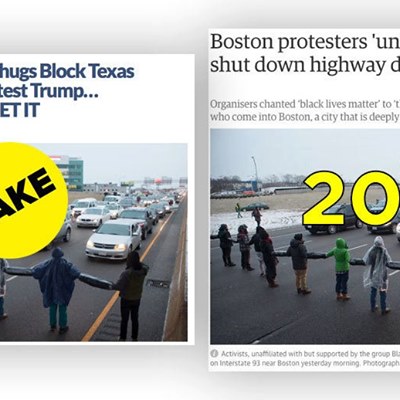 hugs Block Texas
test Trump…
ET IT
AKE
Boston protesters 'un
shut down highway d
Organisers chanted 'black lives matter' to 't
who come into Boston, a city that is deeply
20
Activists, unaffiliated with but supported by the group Bla
on Interstate 93 near Boston yesterday morning. Photograph